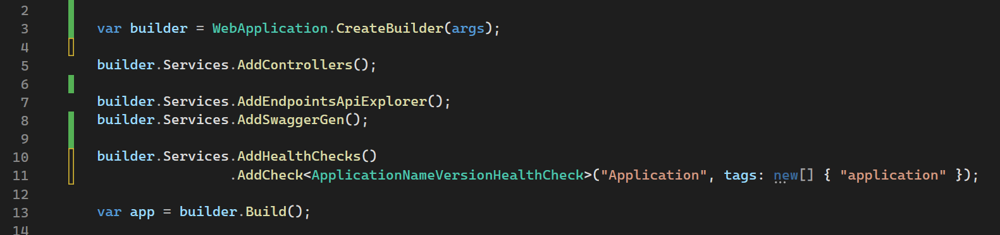 2
3 var builder = WebApplication.CreateBuilder(args);
4
5 builder.Services.AddControllers();
6
7 builder.Services.AddEndpointsApiExplorer();
8 builder.Services.AddSwaggerGen();
9
10 builder.Services.AddHealthChecks()
11 .AddCheck<ApplicationNameVersionHealthCheck>("Application", tags: new[] { "application" });
12
13 var app = builder.Build();
14